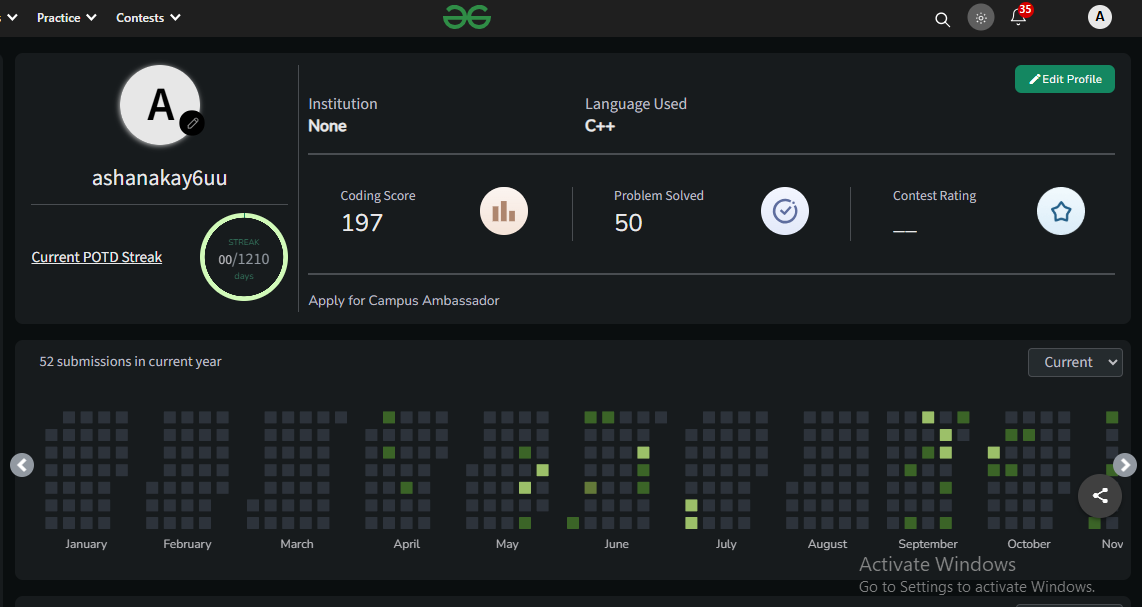 Practice Contests
35
A
A
Edit Profile
Institution
None
Language Used
C++
ashanakay6uu
Coding Score
197
Problem Solved
50
Contest Rating
__
Current POTD Streak
STREAK
00/1210
days
Apply for Campus Ambassador
52 submissions in current year
Current
January February March April May June July August September October Nov
Activate Windows
Go to Settings to activate Windows.